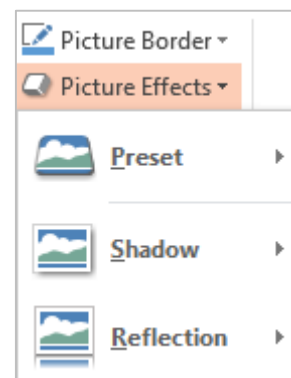 Picture Border
Picture Effects
Preset
Shadow
Reflection